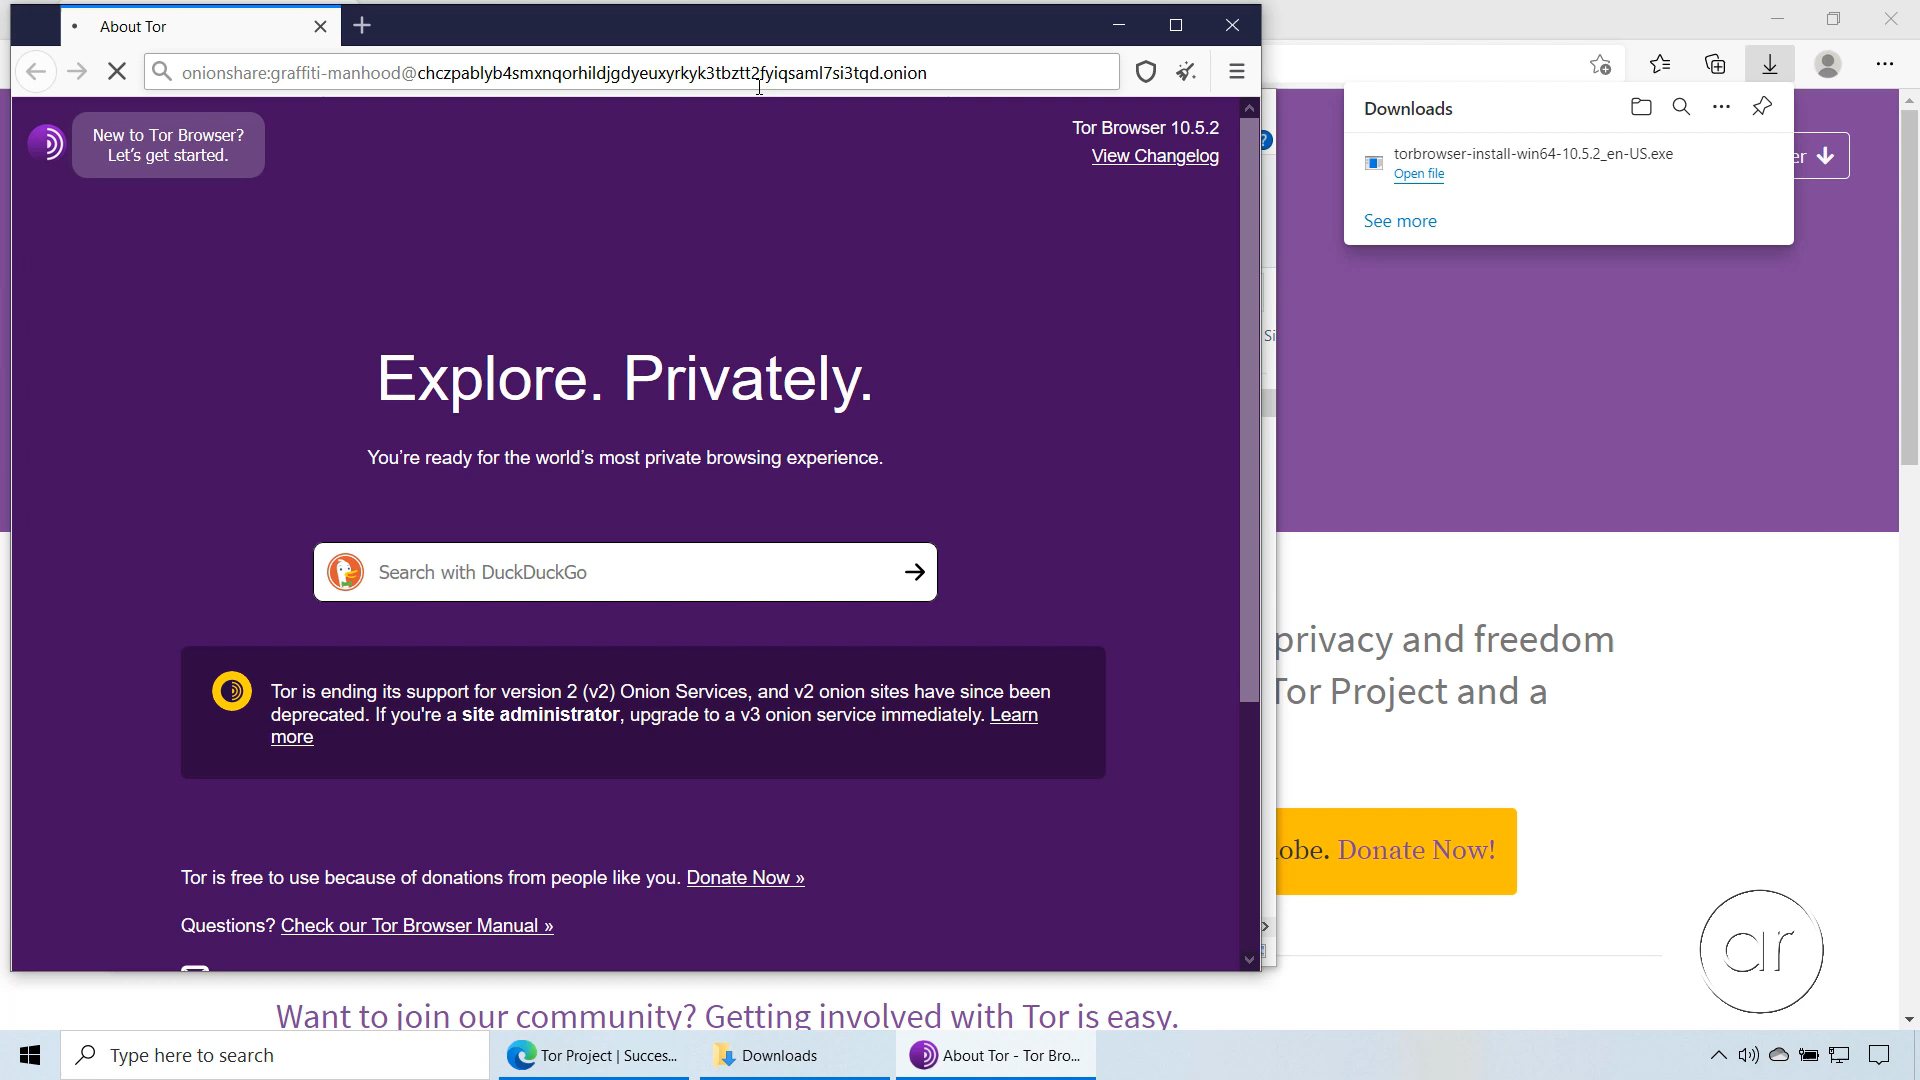 About Tor
onionshare:graffiti-manhood@chczpablyb4smxnqorhildjgdyeuxyrkyk3tbztt2fyiqsaml7si3tqd.onion
New to Tor Browser?
Let's get started.
Tor Browser 10.5.2
View Changelog
Explore. Privately.
You're ready for the world's most private browsing experience.
Search with DuckDuckGo
Tor is ending its support for version 2 (v2) Onion Services, and v2 onion sites have since been
deprecated. If you're a site administrator, upgrade to a v3 onion service immediately. Learn
more
Tor is free to use because of donations from people like you. Donate Now »
Questions? Check our Tor Browser Manual »
Downloads
torbrowser-install-win64-10.5.2_en-US.exe
Open file
See more
er
?
Si
privacy and freedom
Tor Project and a
obe. Donate Now!
ar
Want to join our community? Getting involved with Tor is easy.
Type here to search
Tor Project | Succes...
Downloads
About Tor - Tor Bro...